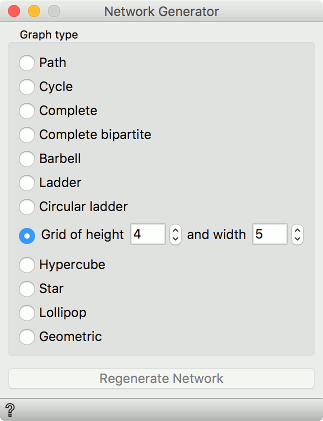 Network Generator
Graph type
Path
Cycle
Complete
Complete bipartite
Barbell
Ladder
Circular ladder
Grid of height 4 and width 5
Hypercube
Star
Lollipop
Geometric
Regenerate Network
?